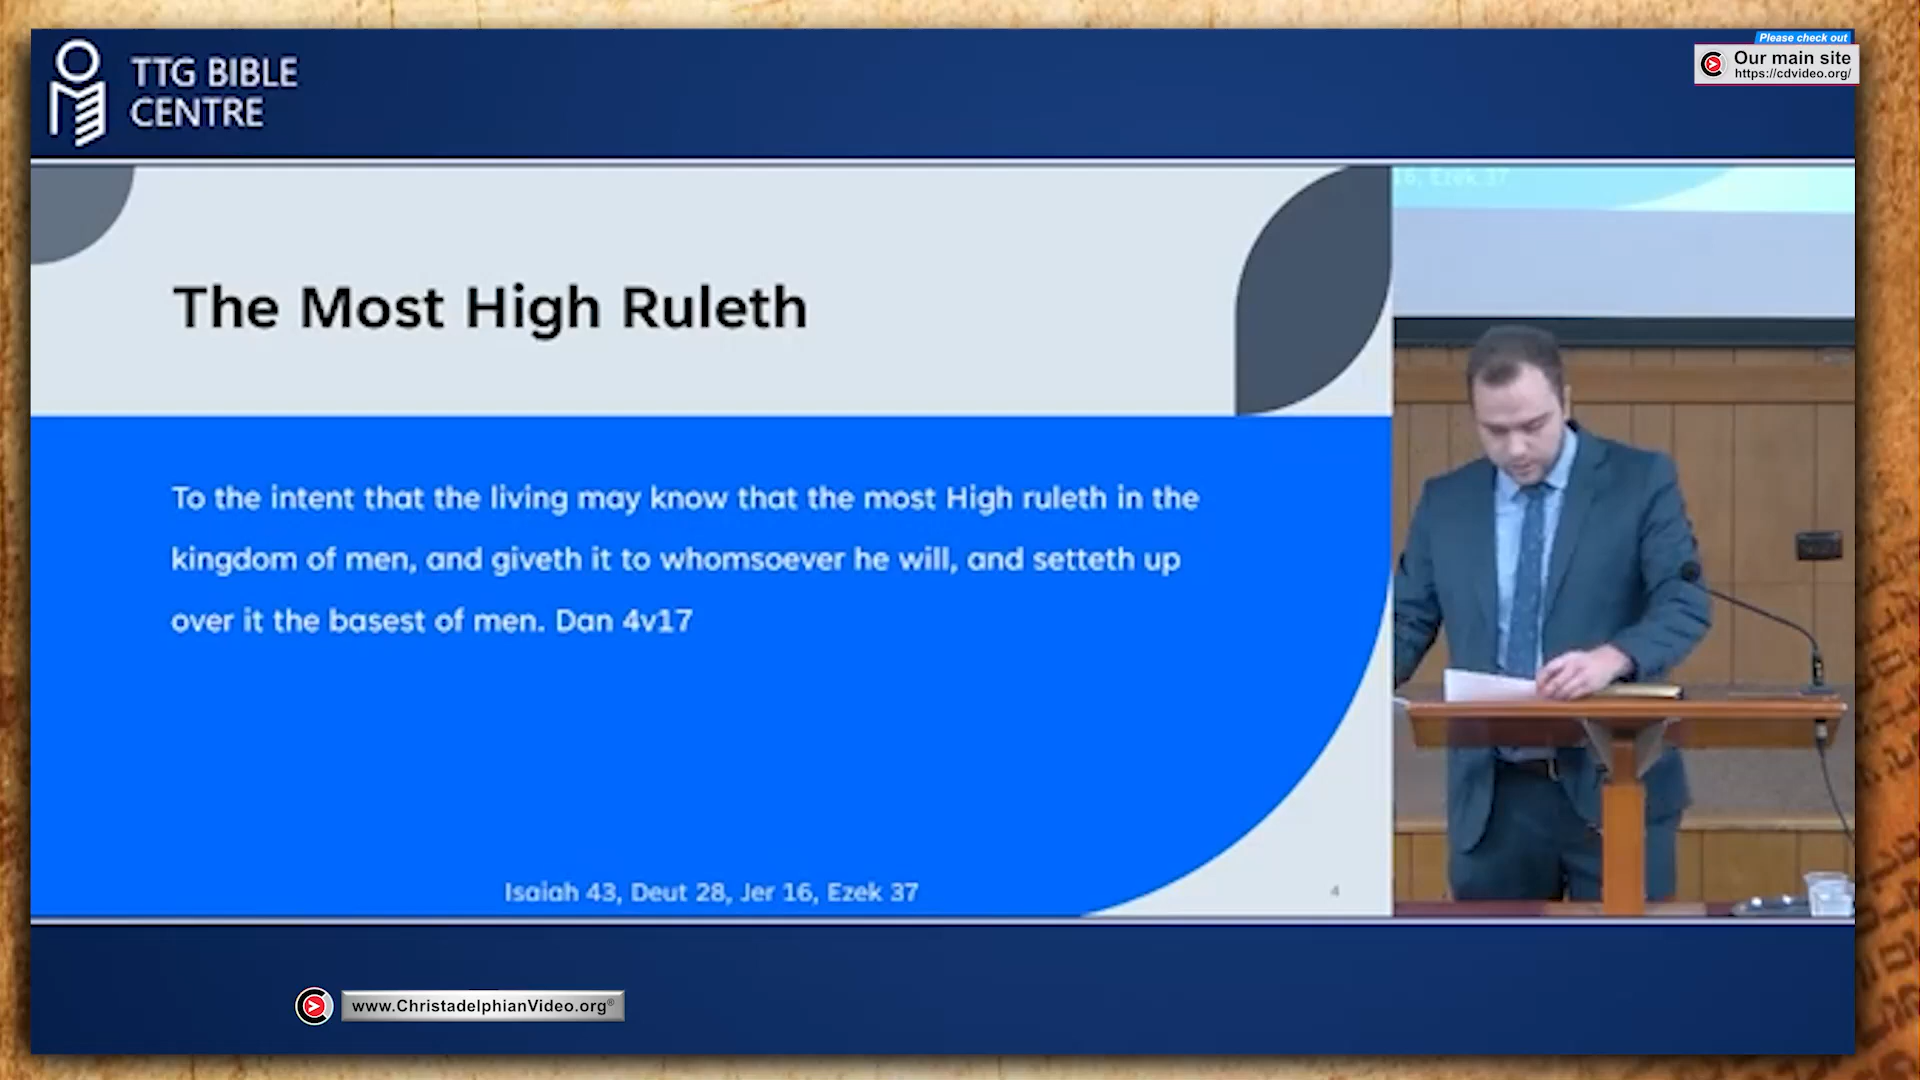 TTG BIBLE
CENTRE
Please check out
Our main site
https://cdvideo.org/
16, Ezek 37
The Most High Ruleth
To the intent that the living may know that the most High ruleth in the
kingdom of men, and giveth it to whomsoever he will, and setteth up
over it the basest of men. Dan 4v17
Isaiah 43, Deut 28, Jer 16, Ezek 37
4
www.ChristadelphianVideo.org®